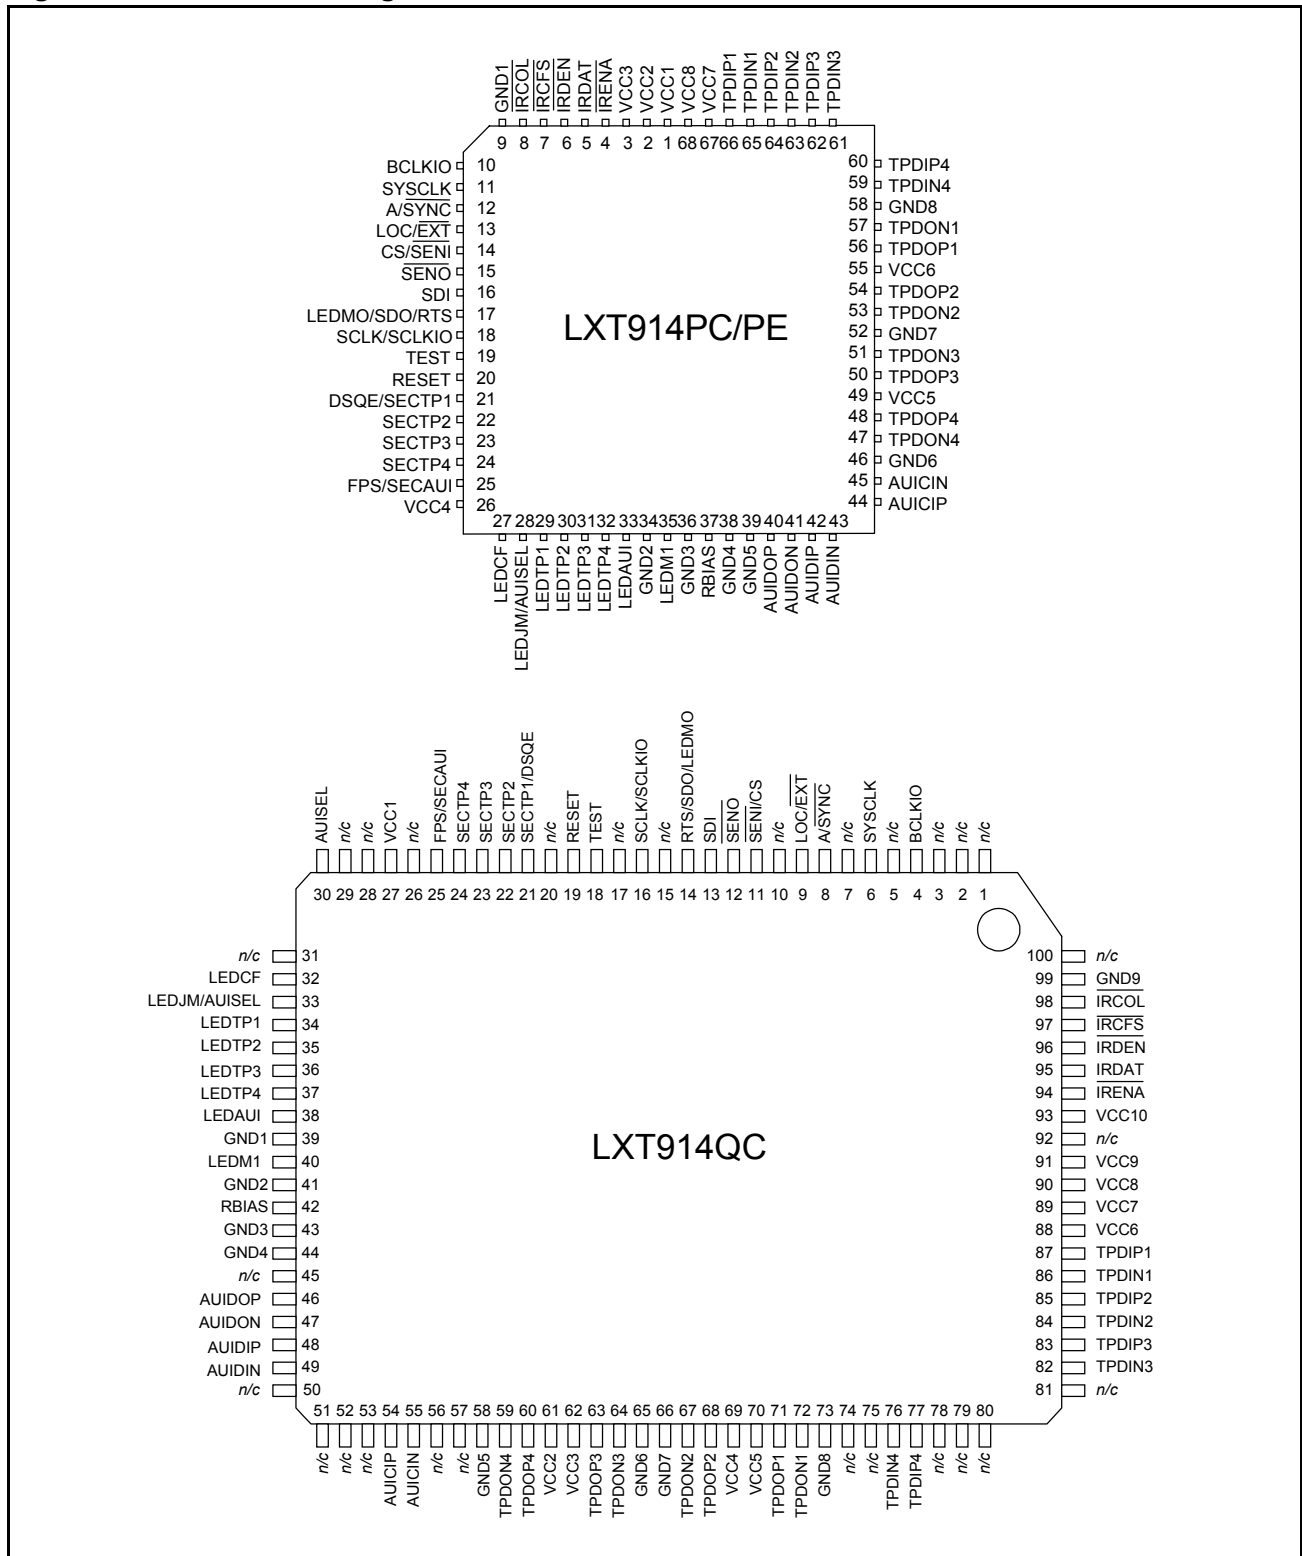 GND1
IRCOL
IRCFS
IRDEN
IRDAT
IRENA
VCC3
VCC2
VCC1
VCC8
VCC7
TPDIP1
TPDIN1
TPDIP2
TPDIN2
TPDIP3
TPDIN3
9 8 7 6 5 4 3 2 1 68 67 66 65 64 63 62 61
BCLKIO 10
SYSCLK 11
A/SYNC 12
LOC/EXT 13
CS/SENI 14
SENO 15
SDI 16
LEDMO/SDO/RTS 17
SCLK/SCLKIO 18
TEST 19
RESET 20
DSQE/SECTP1 21
SECTP2 22
SECTP3 23
SECTP4 24
FPS/SECAUI 25
VCC4 26
LXT914PC/PE
60 TPDIP4
59 TPDIN4
58 GND8
57 TPDON1
56 TPDOP1
55 VCC6
54 TPDOP2
53 TPDON2
52 GND7
51 TPDON3
50 TPDOP3
49 VCC5
48 TPDOP4
47 TPDON4
46 GND6
45 AUICIN
44 AUICIP
27 28 29 30 31 32 33 34 35 36 37 38 39 40 41 42 43
LEDCF
LEDJM/AUISEL
LEDTP1
LEDTP2
LEDTP3
LEDTP4
LEDAUI
GND2
LEDM1
GND3
RBIAS
GND4
GND5
AUIDOP
AUIDON
AUIDIP
AUIDIN
AUISEL
n/c
n/c
VCC1
n/c
FPS/SECAUI
SECTP4
SECTP3
SECTP2
SECTP1/DSQE
n/c
RESET
TEST
n/c
SCLK/SCLKIO
n/c
RTS/SDO/LEDMO
SDI
SENO
SENI/CS
n/c
LOC/EXT
A/SYNC
n/c
SYSCLK
n/c
BCLKIO
n/c
n/c
n/c
30 29 28 27 26 25 24 23 22 21 20 19 18 17 16 15 14 13 12 11 10 9 8 7 6 5 4 3 2 1
n/c 31
LEDCF 32
LEDJM/AUISEL 33
LEDTP1 34
LEDTP2 35
LEDTP3 36
LEDTP4 37
LEDAUI 38
GND1 39
LEDM1 40
GND2 41
RBIAS 42
GND3 43
GND4 44
n/c 45
AUIDOP 46
AUIDON 47
AUIDIP 48
AUIDIN 49
n/c 50
LXT914QC
100 n/c
99 GND9
98 IRCOL
97 IRCFS
96 IRDEN
95 IRDAT
94 IRENA
93 VCC10
92 n/c
91 VCC9
90 VCC8
89 VCC7
88 VCC6
87 TPDIP1
86 TPDIN1
85 TPDIP2
84 TPDIN2
83 TPDIP3
82 TPDIN3
81 n/c
51 52 53 54 55 56 57 58 59 60 61 62 63 64 65 66 67 68 69 70 71 72 73 74 75 76 77 78 79 80
n/c
n/c
n/c
AUICIP
AUICIN
n/c
n/c
GND5
TPDON4
TPDOP4
VCC2
VCC3
TPDOP3
TPDON3
GND6
GND7
TPDON2
TPDOP2
VCC4
VCC5
TPDOP1
TPDON1
GND8
n/c
n/c
TPDIN4
TPDIP4
n/c
n/c
n/c